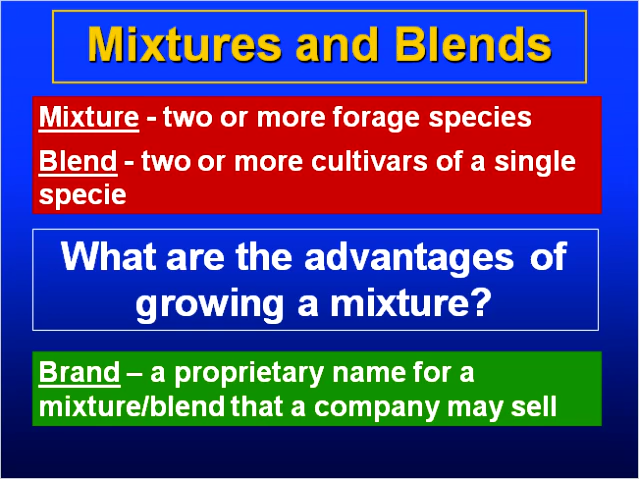 Mixtures and Blends
Mixture - two or more forage species
Blend - two or more cultivars of a single
specie
What are the advantages of
growing a mixture?
Brand – a proprietary name for a
mixture/blend that a company may sell